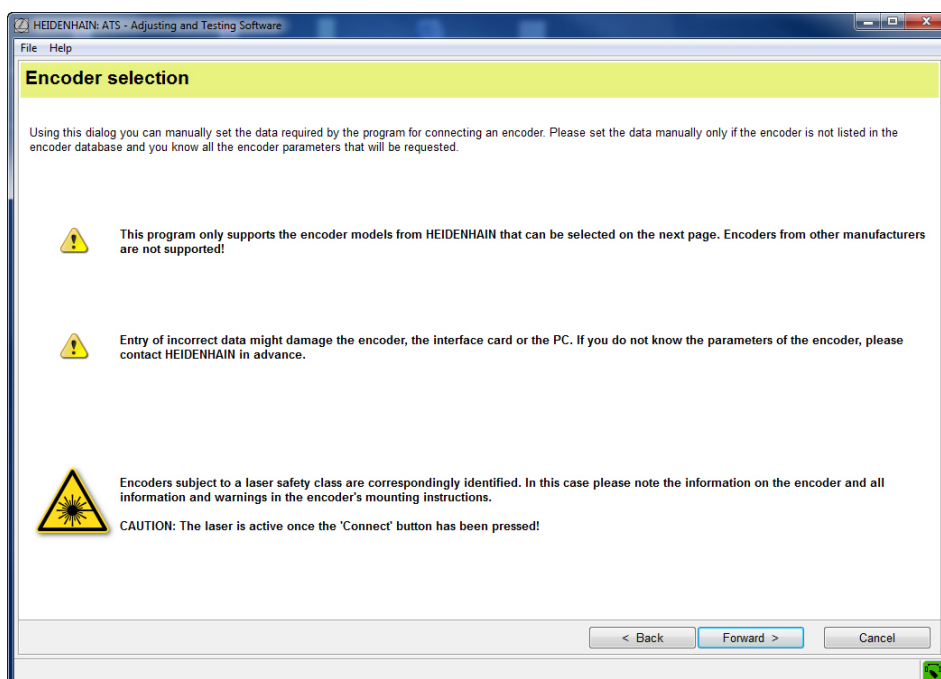 HEIDENHAIN: ATS - Adjusting and Testing Software
File Help
Encoder selection
Using this dialog you can manually set the data required by the program for connecting an encoder. Please set the data manually only if the encoder is not listed in the
encoder database and you know all the encoder parameters that will be requested.
This program only supports the encoder models from HEIDENHAIN that can be selected on the next page. Encoders from other manufacturers
are not supported!
Entry of incorrect data might damage the encoder, the interface card or the PC. If you do not know the parameters of the encoder, please
contact HEIDENHAIN in advance.
Encoders subject to a laser safety class are correspondingly identified. In this case please note the information on the encoder and all
information and warnings in the encoder's mounting instructions.
CAUTION: The laser is active once the 'Connect' button has been pressed!
< Back Forward > Cancel